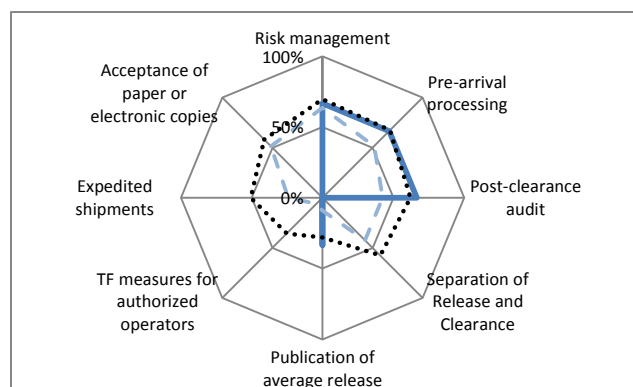 Risk management
100%
Acceptance of
paper or
electronic copies
Pre-arrival
processing
50%
Expedited
shipments
0%
Post-clearance
audit
TF measures for
authorized
operators
Separation of
Release and
Clearance
Publication of
average release